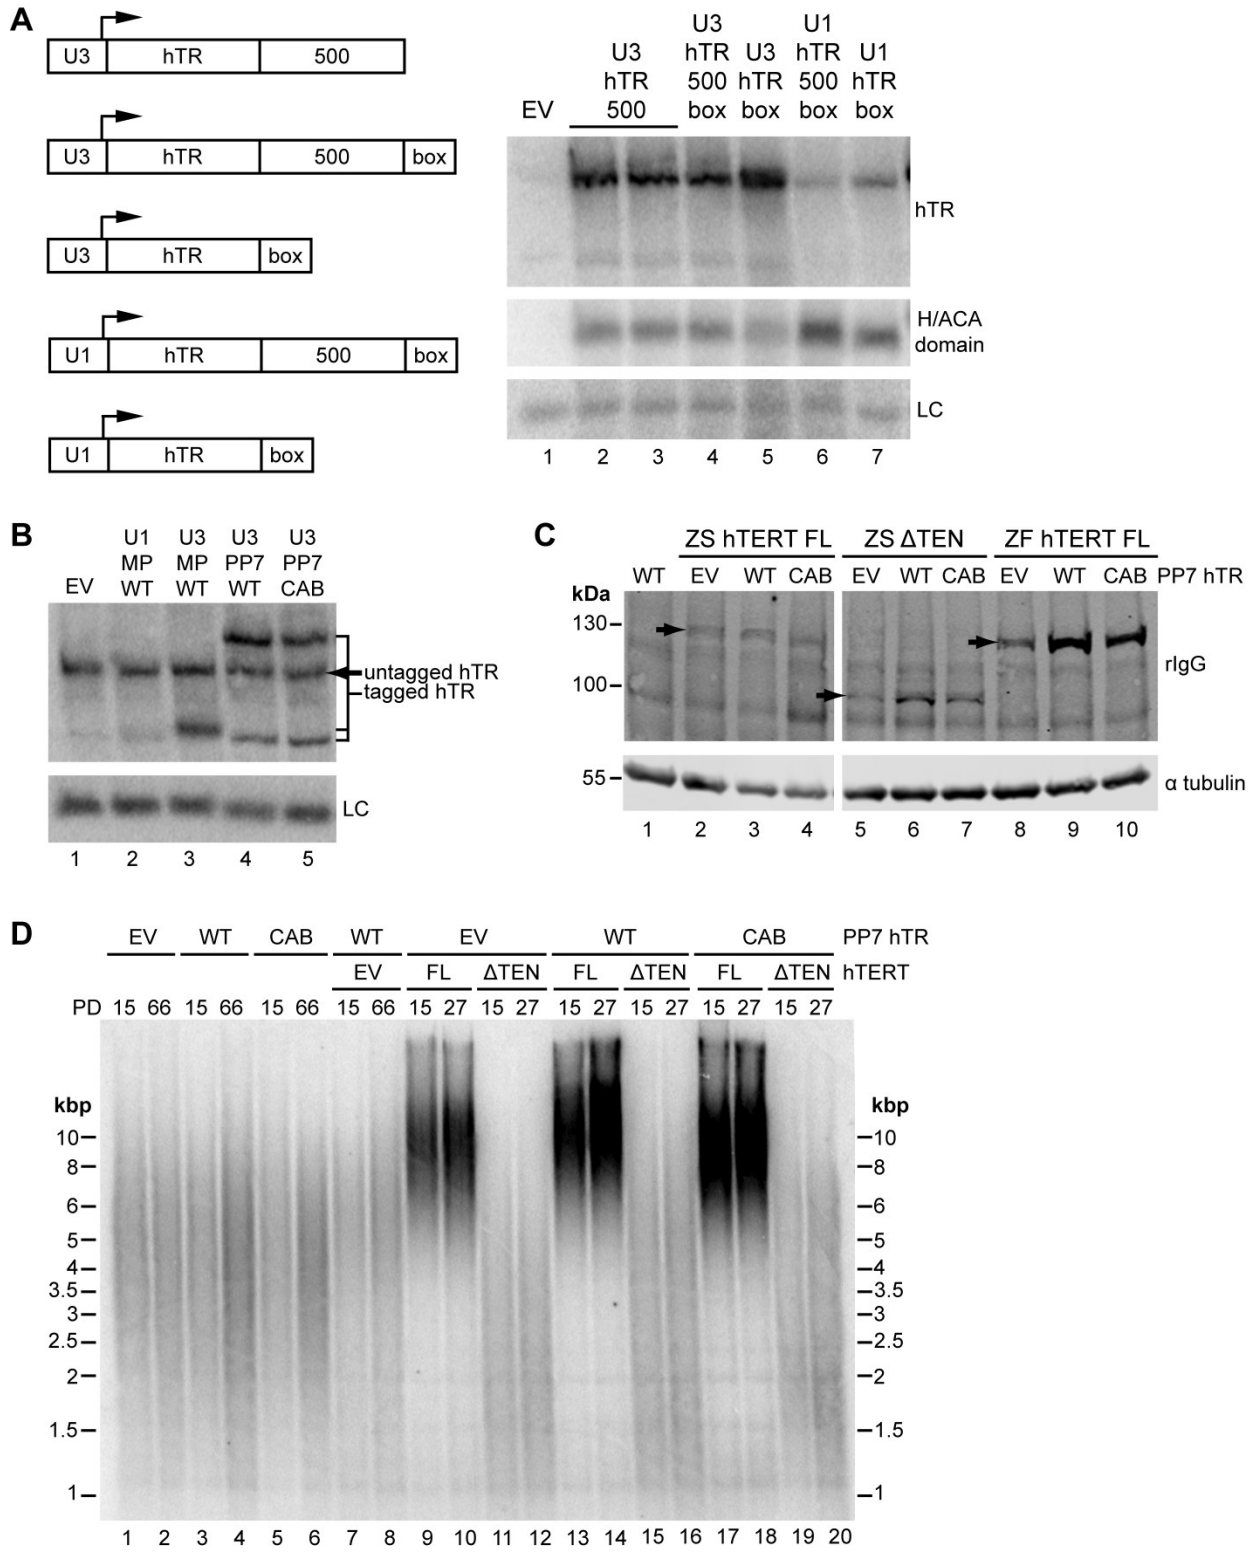 A
U3 hTR 500
U3 hTR 500 box
U3 hTR box
U1 hTR 500 box
U1 hTR box
U3 U1
hTR U3 hTR U1
U3 500 hTR 500 hTR
hTR box box box box
EV 500
hTR
H/ACA
domain
LC
1 2 3 4 5 6 7
B
U1 U3 U3 U3
MP MP PP7 PP7
EV WT WT WT CAB
untagged hTR
tagged hTR
LC
1 2 3 4 5
C
ZS hTERT FL ZS ΔTEN ZF hTERT FL
WT EV WT CAB EV WT CAB EV WT CAB PP7 hTR
kDa
130
100
rIgG
55
α tubulin
1 2 3 4 5 6 7 8 9 10
D
EV WT CAB WT EV WT CAB PP7 hTR
EV FL ΔTEN FL ΔTEN FL ΔTEN hTERT
PD 15 66 15 66 15 66 15 66 15 27 15 27 15 27 15 27 15 27 15 27
kbp kbp
10 10
8 8
6 6
5 5
4 4
3.5 3.5
3 3
2.5 2.5
2 2
1.5 1.5
1 1
1 2 3 4 5 6 7 8 9 10 11 12 13 14 15 16 17 18 19 20